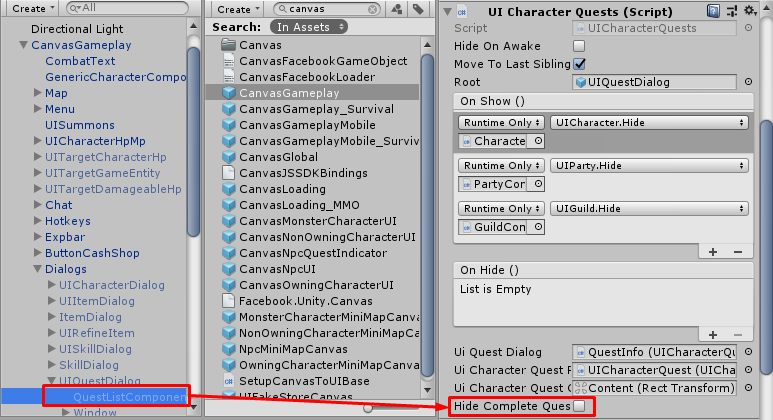 Create
All
Directional Light
CanvasGameplay
CombatText
GenericCharacterCompo
Map
Menu
UISummons
UICharacterHpMp
UITargetCharacterHp
UITargetGameEntity
UITargetDamageableHp
Chat
Hotkeys
Expbar
ButtonCashShop
Dialogs
UICharacterDialog
UIItemDialog
ItemDialog
UIRefineItem
UISkillDialog
SkillDialog
UIQuestDialog
QuestListComponen
Window
Create
canvas
Search: In Assets
Canvas
CanvasFacebookGameObject
CanvasFacebookLoader
CanvasGameplay
CanvasGameplay_Survival
CanvasGameplayMobile
CanvasGameplayMobile_Surviv
CanvasGlobal
CanvasJSSDKBindings
CanvasLoading
CanvasLoading_MMO
CanvasMonsterCharacterUI
CanvasNonOwningCharacterUI
CanvasNpcQuestIndicator
CanvasNpcUI
CanvasOwningCharacterUI
Facebook.Unity.Canvas
MonsterCharacterMiniMapCanva
NonOwningCharacterMiniMapCa
NpcMiniMapCanvas
OwningCharacterMiniMapCanva
SetupCanvasToUIBase
UIFakeStoreCanvas
UI Character Quests (Script)
Script UICharacterQuests
Hide On Awake
Move To Last Sibling
Root UIQuestDialog
On Show ()
Runtime Only UICharacter.Hide
Characte
Runtime Only UIParty.Hide
PartyCor
Runtime Only UIGuild.Hide
GuildCon
+ −
On Hide ()
List is Empty
+ −
Ui Quest Dialog QuestInfo (UICharacterQu
Ui Character Quest P UICharacterQuest (UICha
Ui Character Quest C Content (Rect Transform)
Hide Complete Ques